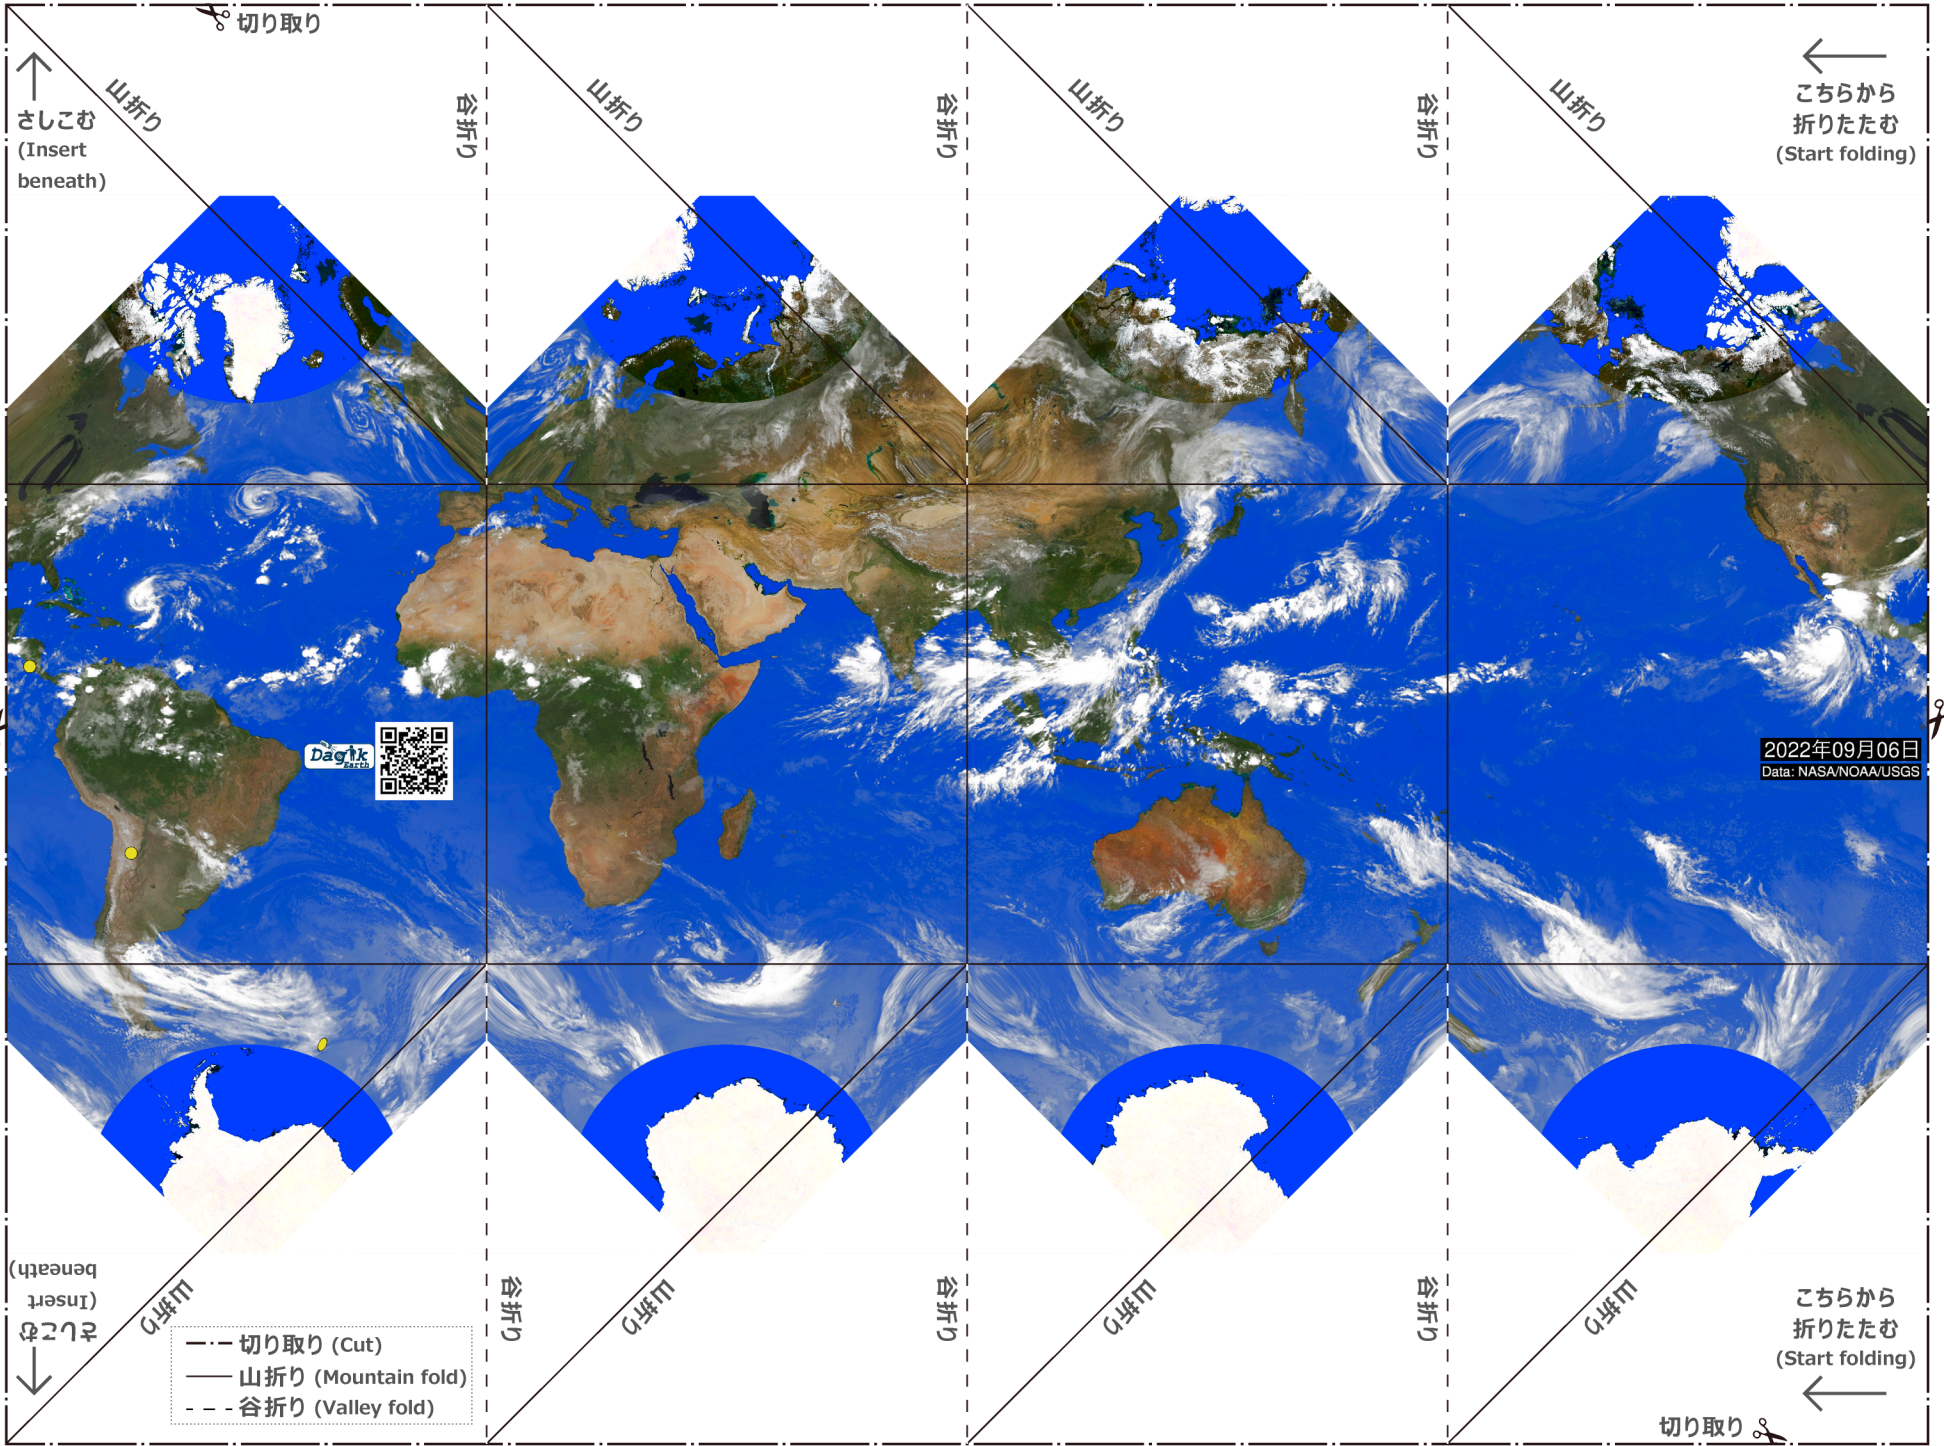 切り取り
山折り
谷折り
山折り
谷折り
山折り
谷折り
山折り
こちらから
折りたたむ
(Start folding)
さしこむ
(Insert
beneath)
Dagik
Earth
2022年09月06日
Data: NASA/NOAA/USGS
さしこむ
(Insert
beneath)
山折り
谷折り
山折り
谷折り
山折り
谷折り
山折り
こちらから
折りたたむ
(Start folding)
切り取り (Cut)
山折り (Mountain fold)
谷折り (Valley fold)
切り取り